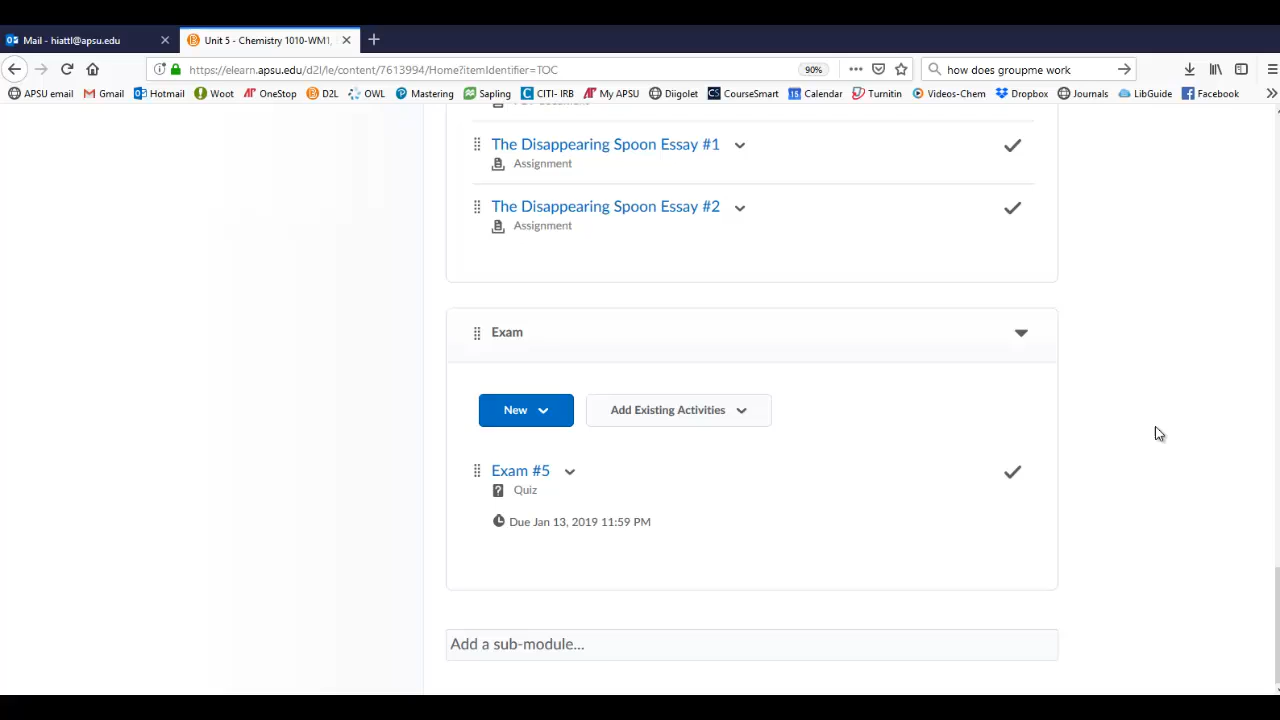 Mail - hiattl@apsu.edu
Unit 5 - Chemistry 1010-WM1,
https://elearn.apsu.edu/d2l/le/content/7613994/Home?itemIdentifier=TOC
90%
how does groupme work
APSU email Gmail Hotmail Woot OneStop D2L OWL Mastering Sapling CITI- IRB My APSU Diigolet CourseSmart Calendar Turnitin Videos-Chem Dropbox Journals LibGuide Facebook
The Disappearing Spoon Essay #1
Assignment
The Disappearing Spoon Essay #2
Assignment
Exam
New
Add Existing Activities
Exam #5
Quiz
Due Jan 13, 2019 11:59 PM
Add a sub-module...